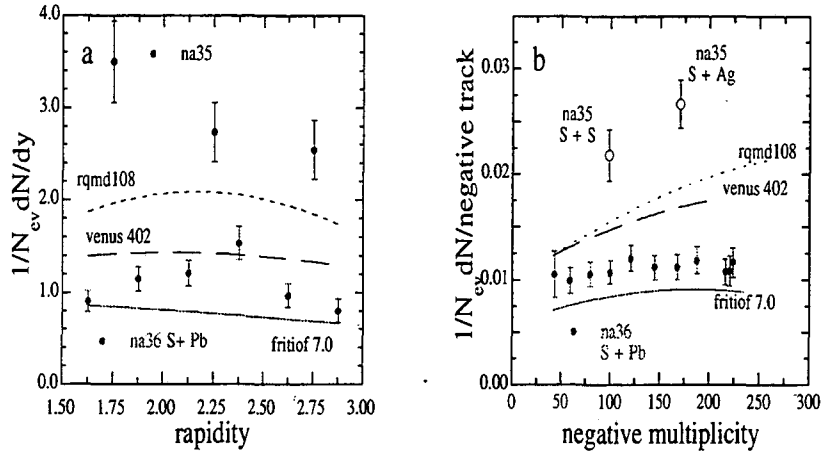 a
na35
1/N_ev dN/dy
4.0
3.0
2.0
1.0
0.0
rqmd108
venus 402
na36 S+ Pb
fritiof 7.0
1.50 1.75 2.00 2.25 2.50 2.75 3.00
rapidity
b
na35
S + Ag
na35
S + S
1/N_ev dN/negative track
0.03
0.02
0.01
0.00
rqmd108
venus 402
fritiof 7.0
na36
S + Pb
0 50 100 150 200 250 300
negative multiplicity